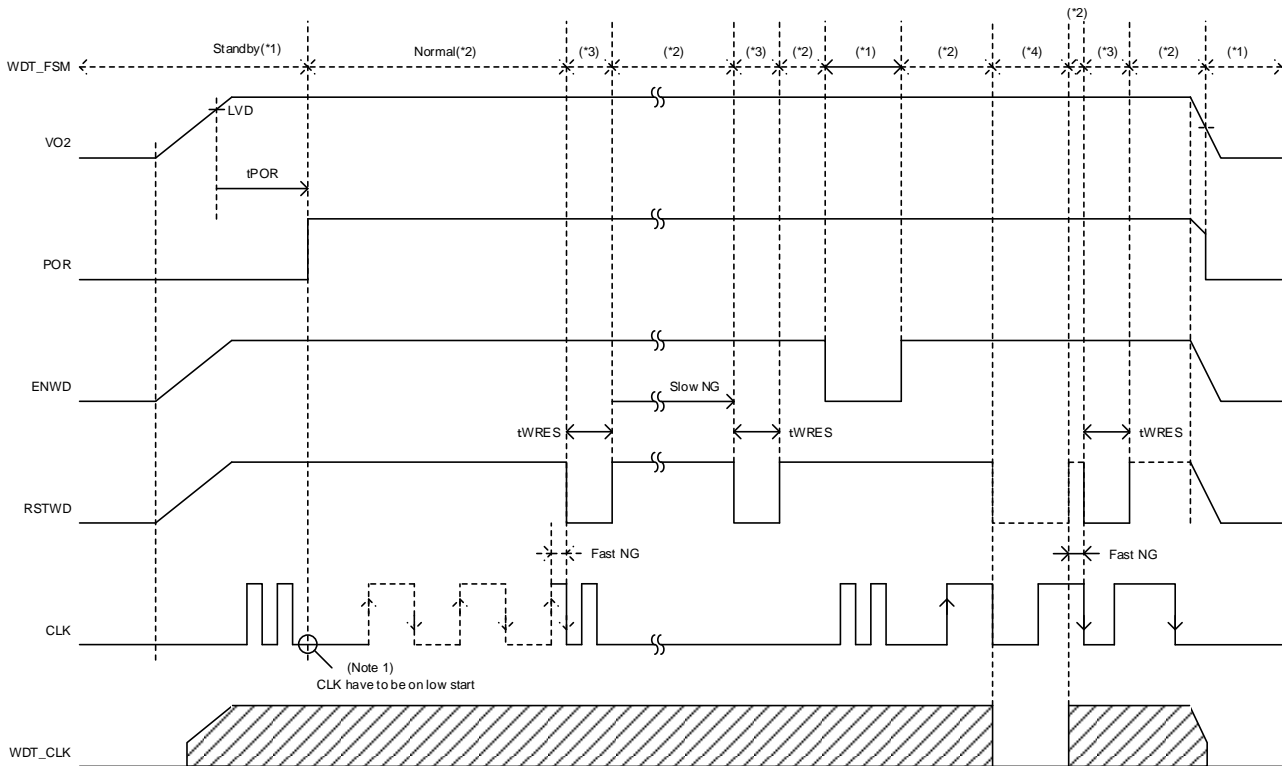 (*2)
Standby(*1) Normal(*2) (*3) (*2) (*3) (*2) (*1) (*2) (*4) (*3) (*2) (*1)
WDT_FSM
LVD
VO2
tPOR
POR
ENWD
Slow NG
tWRES tWRES tWRES
RSTWD
Fast NG Fast NG
CLK
(Note 1)
CLK have to be on low start
WDT_CLK